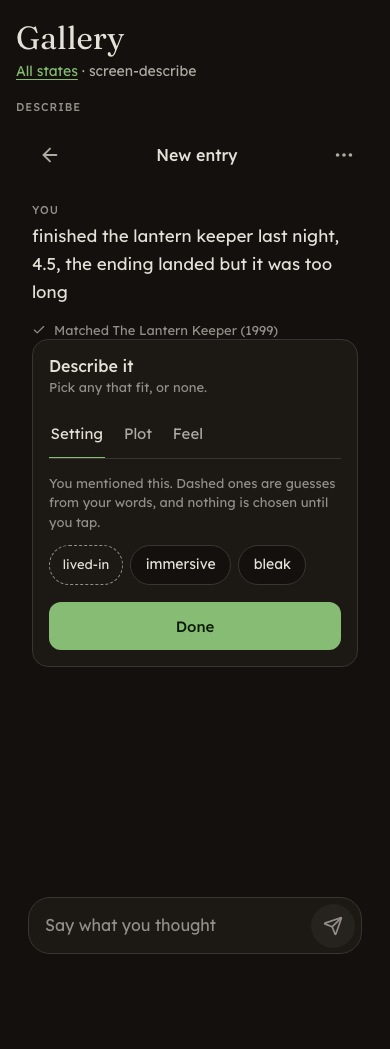 Gallery
All states · screen-describe
DESCRIBE
New entry
YOU
finished the lantern keeper last night,
4.5, the ending landed but it was too
long
Matched The Lantern Keeper (1999)
Describe it
Pick any that fit, or none.
Setting Plot Feel
You mentioned this. Dashed ones are guesses
from your words, and nothing is chosen until
you tap.
lived-in immersive bleak
Done
Say what you thought